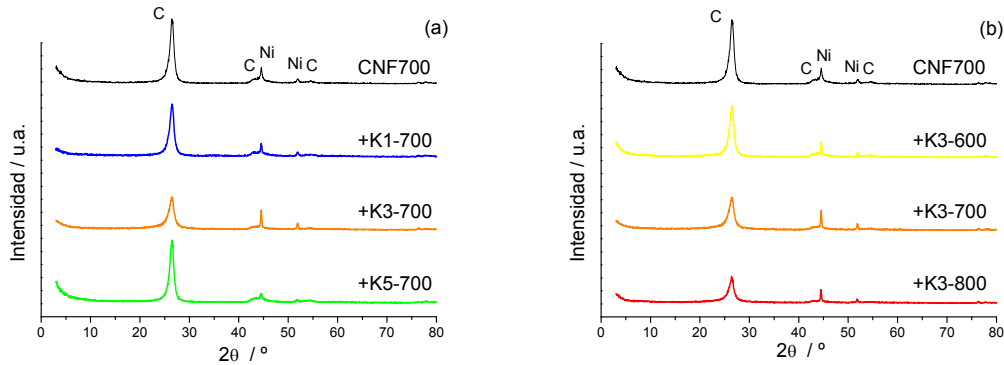 C
(a)
Ni
CNF700
C
Ni C
+K1-700
+K3-700
+K5-700
Intensidad / u.a.
0 10 20 30 40 50 60 70 80
2θ / º
C
(b)
Ni
CNF700
C
Ni C
+K3-600
+K3-700
+K3-800
Intensidad / u.a.
0 10 20 30 40 50 60 70 80
2θ / º